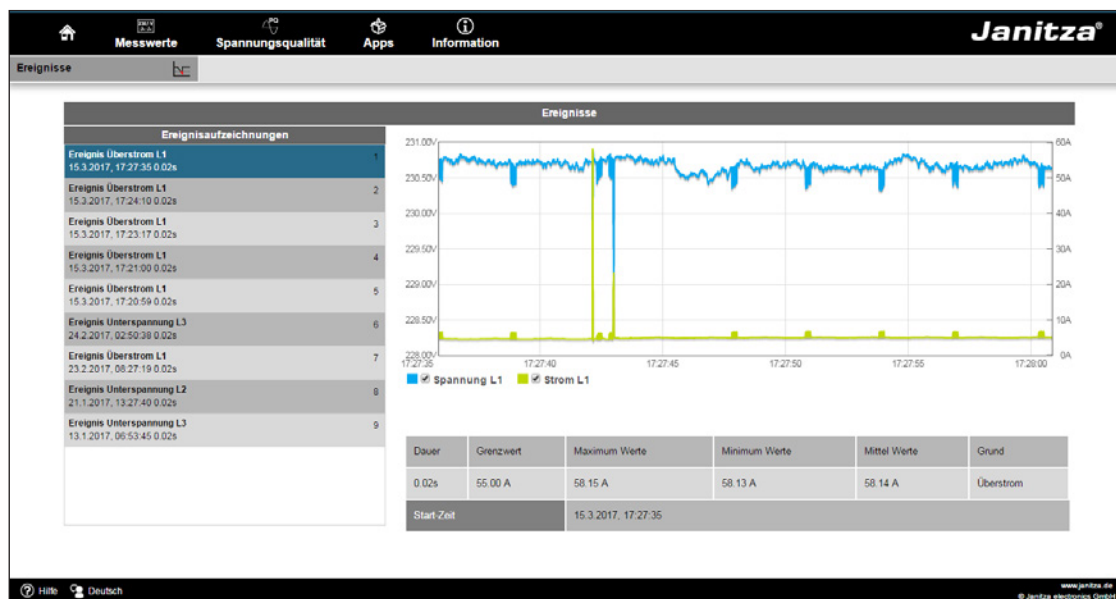 Messwerte
Spannungsqualität
Apps
Information
Janitza®
Ereignisse
Ereignisse
Ereignisaufzeichnungen
Ereignis Überstrom L1 1
15.3.2017, 17:27:35 0.02s
Ereignis Überstrom L1 2
15.3.2017, 17:24:10 0.02s
Ereignis Überstrom L1 3
15.3.2017, 17:23:17 0.02s
Ereignis Überstrom L1 4
15.3.2017, 17:21:00 0.02s
Ereignis Überstrom L1 5
15.3.2017, 17:20:59 0.02s
Ereignis Unterspannung L3 6
24.2.2017, 02:50:38 0.02s
Ereignis Überstrom L1 7
23.2.2017, 08:27:19 0.02s
Ereignis Unterspannung L2 8
21.1.2017, 13:27:40 0.02s
Ereignis Unterspannung L3 9
13.1.2017, 06:53:45 0.02s
231.00V 60A
230.50V 50A
230.00V 40A
229.50V 30A
229.00V 20A
228.50V 10A
228.00V 0A
17:27:35 17:27:40 17:27:45 17:27:50 17:27:55 17:28:00
Spannung L1 Strom L1
Dauer Grenzwert Maximum Werte Minimum Werte Mittel Werte Grund
0.02s 55.00 A 58.15 A 58.13 A 58.14 A Überstrom
Start-Zeit 15.3.2017, 17:27:35
Hilfe Deutsch
www.janitza.de
© Janitza electronics GmbH